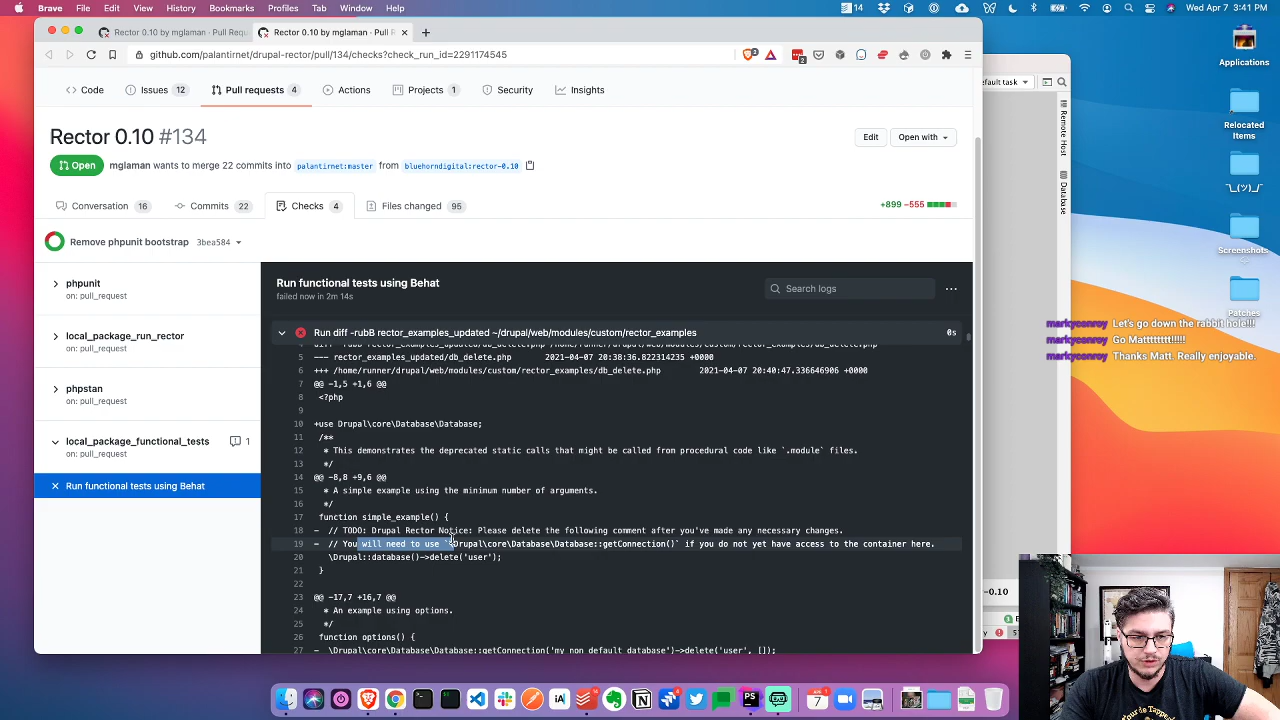 Brave File Edit View History Profiles Tab Window Help
14
Wed Apr 7 3:41 PM
Rector 0.10 by mglaman · Pull Requ
Rector 0.10 by mglaman · Pull R
github.com/palantirnet/drupal-rector/pull/134/checks?check_run_id=2291174545
Code
Issues 12
Pull requests 4
Actions
Projects 1
Security
Insights
Rector 0.10 #134
Edit
Open with
Open
mglaman wants to merge 22 commits into palantirnet:master from bluehorndigital:rector-0.10
Conversation 16
Commits 22
Checks 4
Files changed 95
+899 −555
Remove phpunit bootstrap 3bea584
phpunit
on: pull_request
local_package_run_rector
on: pull_request
phpstan
on: pull_request
local_package_functional_tests 1
on: pull_request
Run functional tests using Behat
Run functional tests using Behat
failed now in 2m 14s
Search logs
Run diff -rubB rector_examples_updated ~/drupal/web/modules/custom/rector_examples 0s
5 --- rector_examples_updated/db_delete.php 2021-04-07 20:38:36.822314235 +0000
6 +++ /home/runner/drupal/web/modules/custom/rector_examples/db_delete.php 2021-04-07 20:40:47.336646906 +0000
7 @@ -1,5 +1,6 @@
8 <?php
9
10 +use Drupal\core\Database\Database;
11 /**
12 * This demonstrates the deprecated static calls that might be called from procedural code like `.module` files.
13 */
14 @@ -8,8 +9,6 @@
15 * A simple example using the minimum number of arguments.
16 */
17 function simple_example() {
18 - // TODO: Drupal Rector Notice: Please delete the following comment after you've made any necessary changes.
19 - // You will need to use `\Drupal\core\Database\Database::getConnection()` if you do not yet have access to the container here.
20 \Drupal::database()->delete('user');
21 }
22
23 @@ -17,7 +16,7 @@
24 * An example using options.
25 */
26 function options() {
27 - \Drupal\core\Database\Database::getConnection('my_non_default_database')->delete('user', []);
efault task
Remote Host
Database
-0.10
Applications
Relocated Items
¯\_(ツ)_/¯
Screenshots
Patches
markyconroy Let's go down the rabbit hole!!!
markyconroy Go Matttttttt!!!!!
markyconroy Thanks Matt. Really enjoyable.